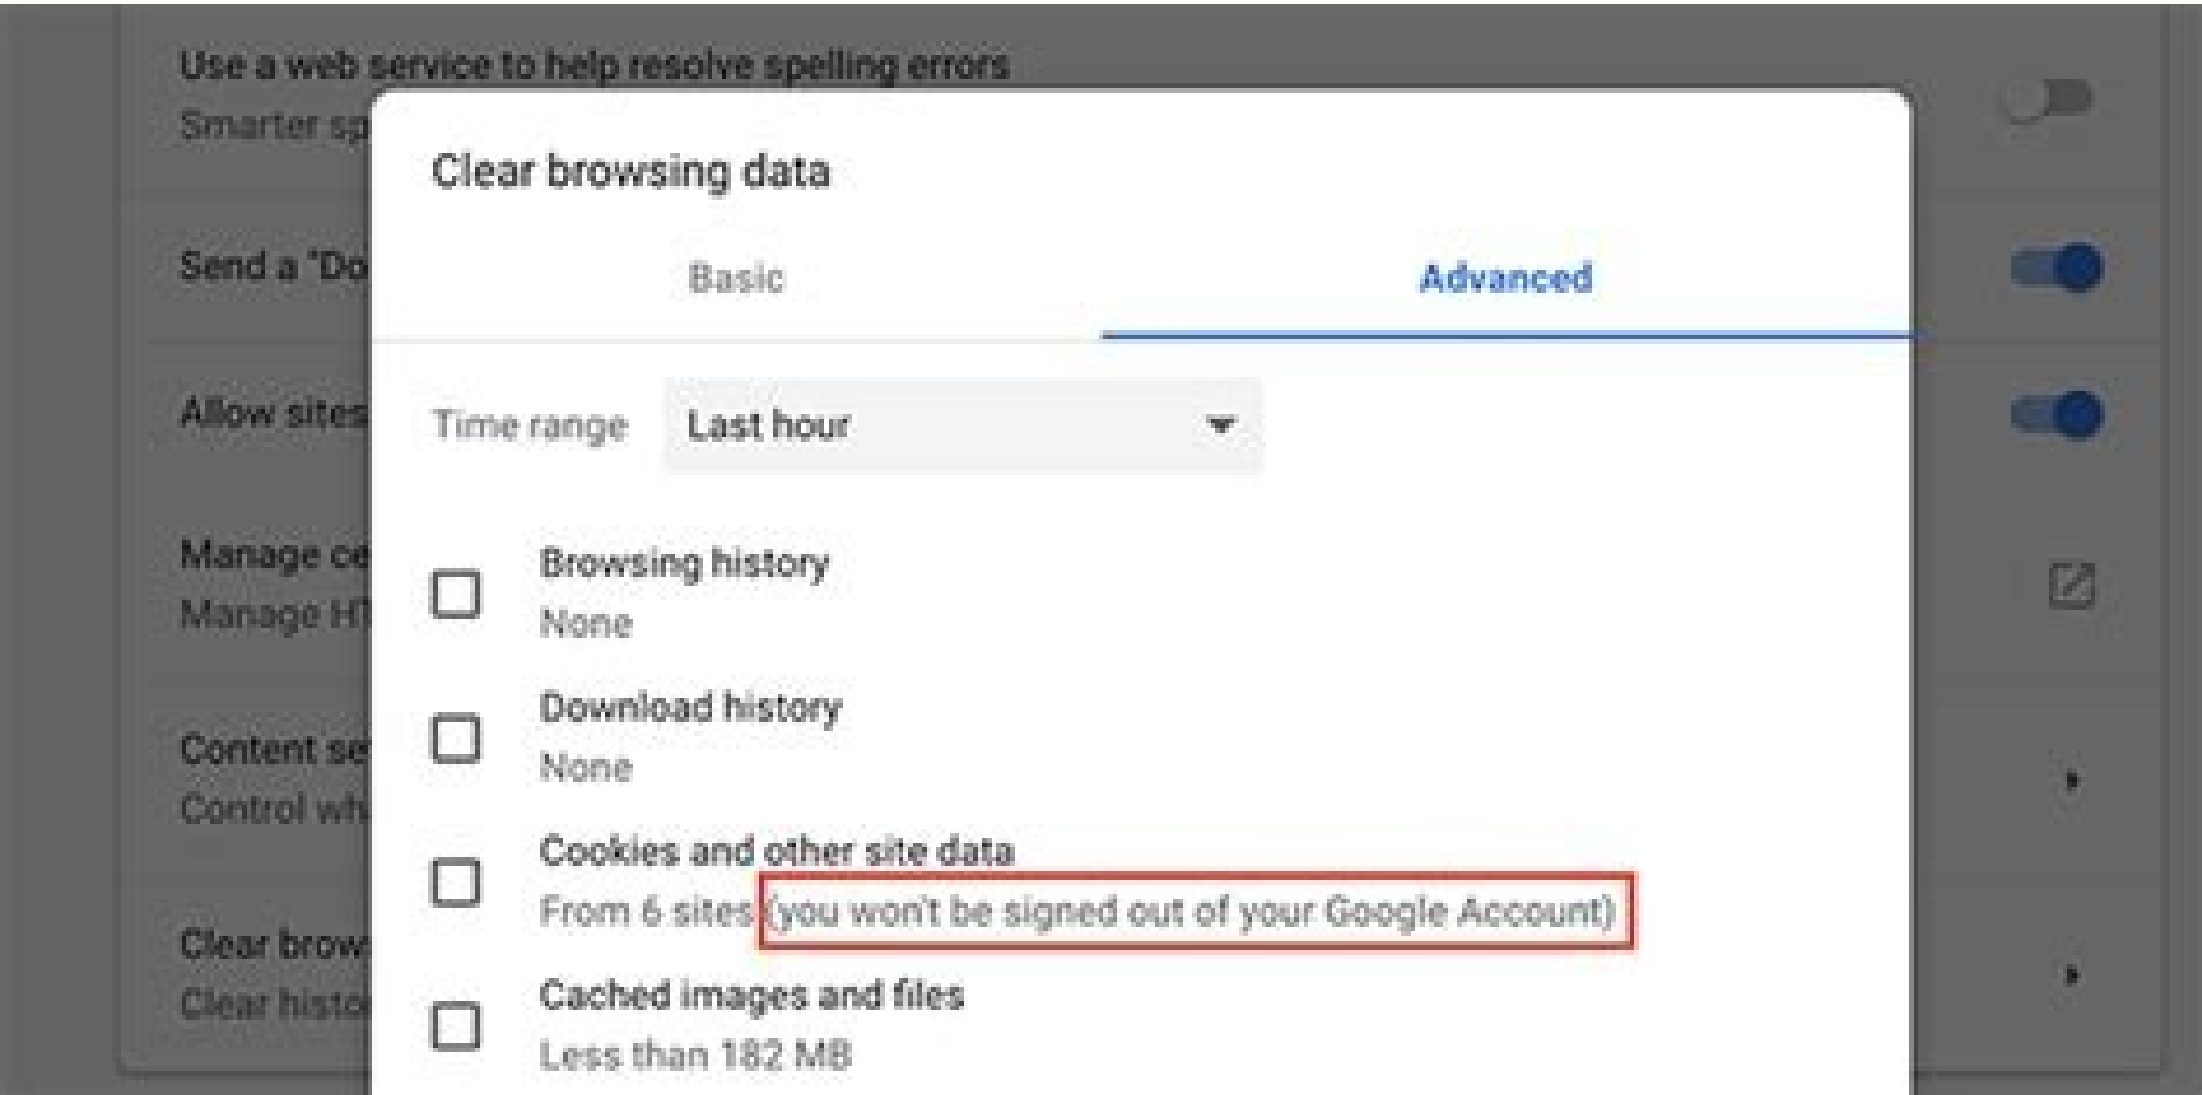 Use a web service to help resolve spelling errors
Smarter sp
Clear browsing data
Send a "Do
Basic
Advanced
Allow sites
Time range
Last hour
Manage ce
Manage HT
Browsing history
None
Download history
None
Content se
Control wh
Cookies and other site data
From 6 sites (you won't be signed out of your Google Account)
Clear brow
Clear histo
Cached images and files
Less than 182 MB